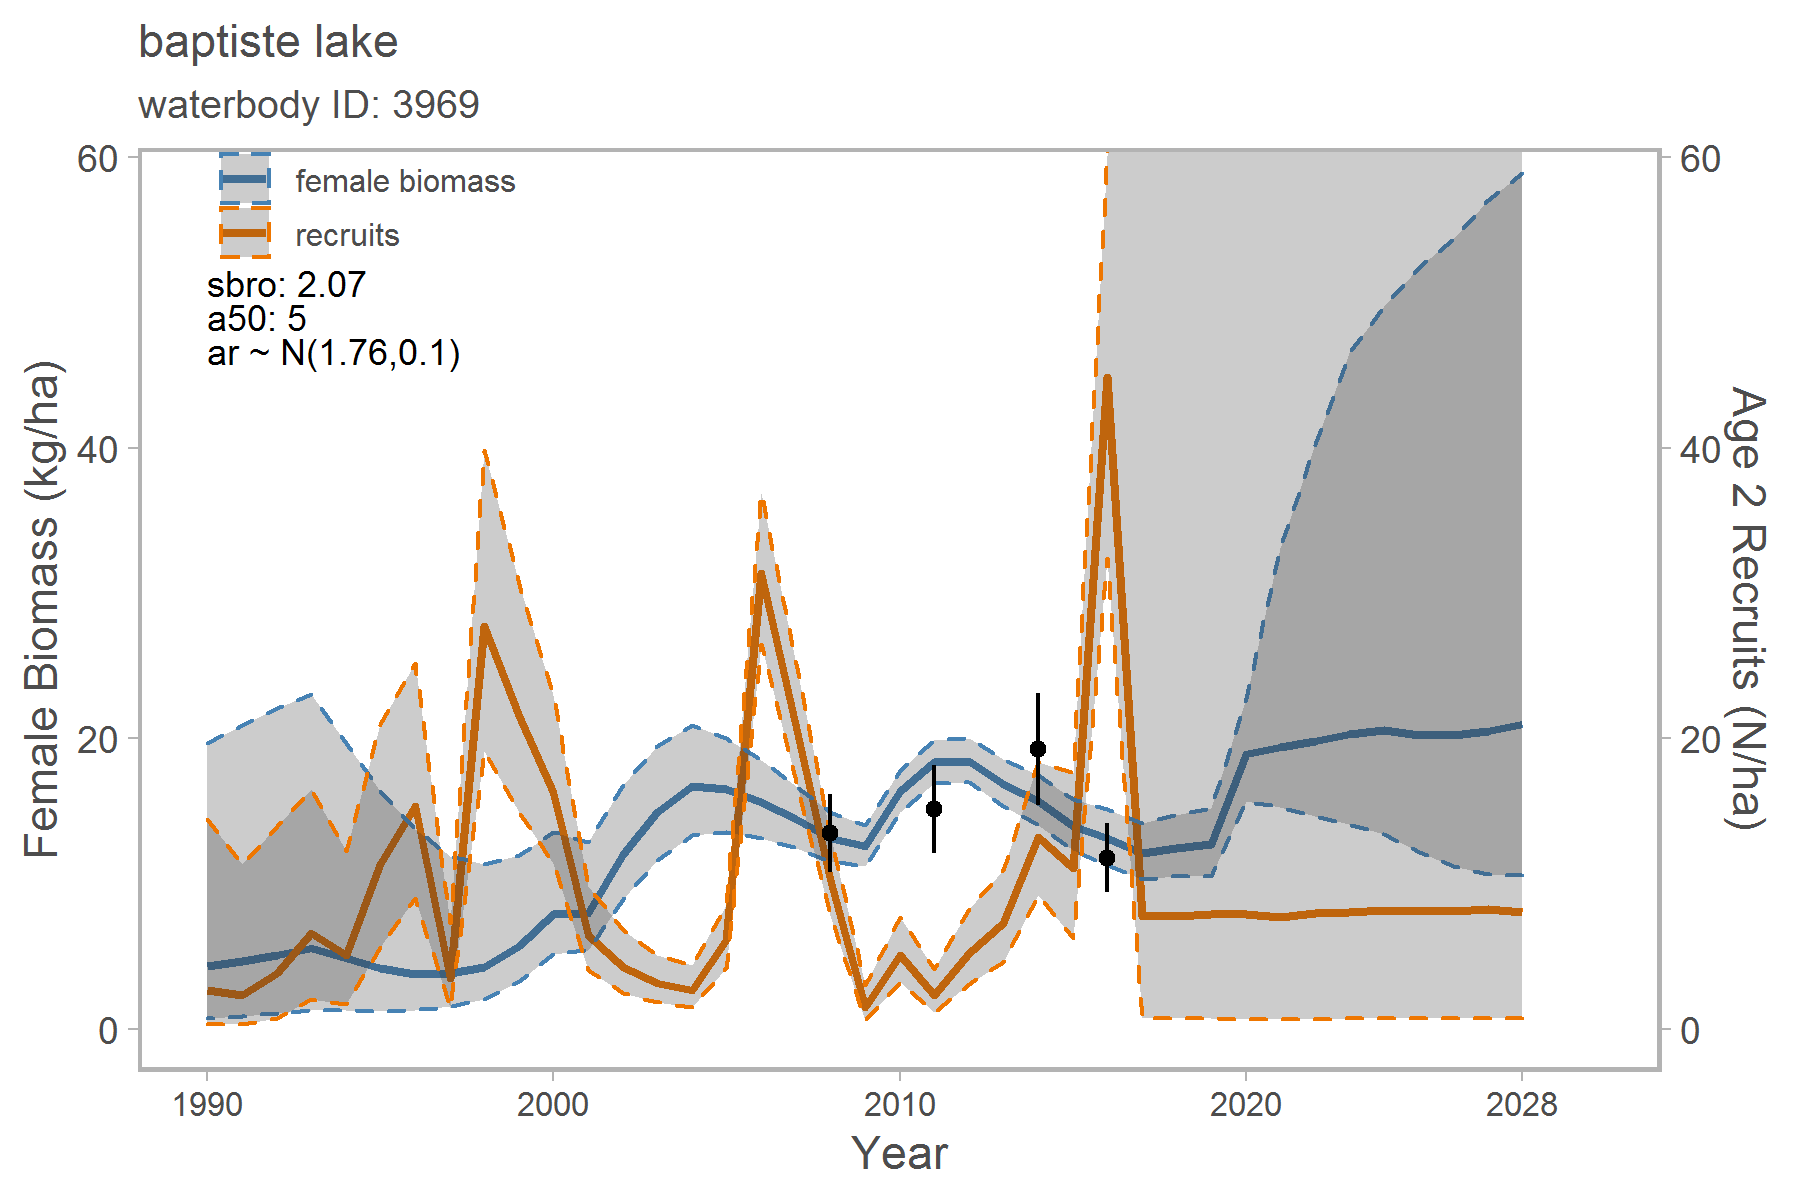 baptiste lake
waterbody ID: 3969
female biomass
recruits
sbro: 2.07
a50: 5
ar ~ N(1.76,0.1)
Female Biomass (kg/ha)
60
40
20
0
60
40
20
0
Age 2 Recruits (N/ha)
1990
2000
2010
2020
2028
Year